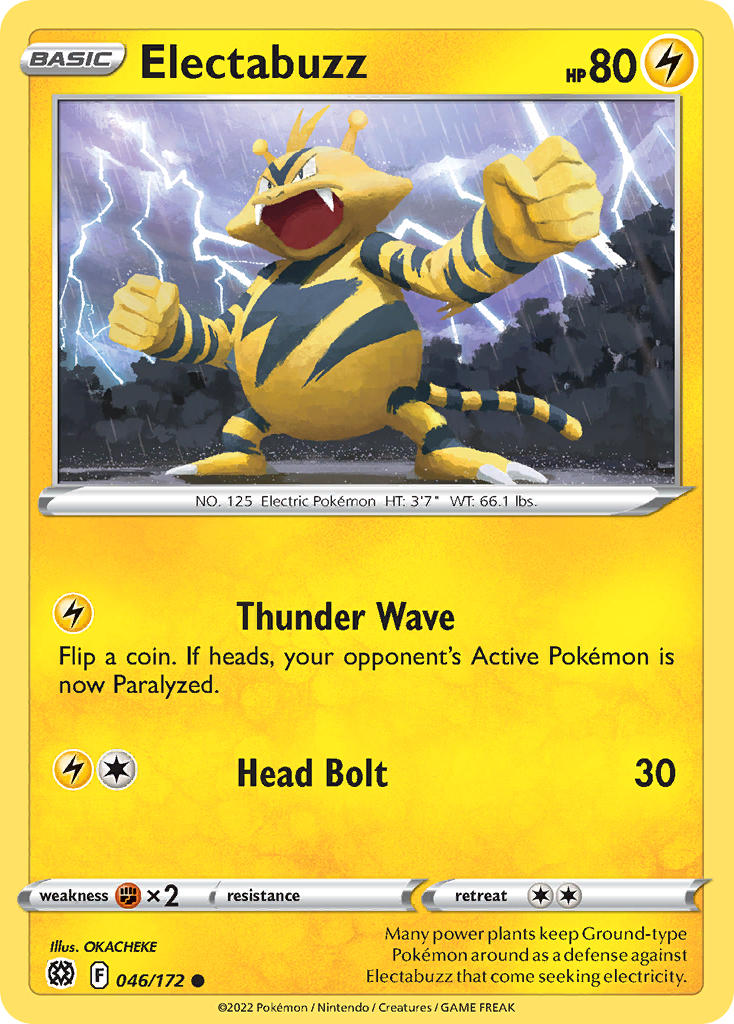 BASIC Electabuzz HP 80
NO. 125 Electric Pokémon HT: 3'7" WT: 66.1 lbs.
Thunder Wave
Flip a coin. If heads, your opponent's Active Pokémon is
now Paralyzed.
Head Bolt 30
weakness ×2 resistance retreat
Illus. OKACHEKE
F 046/172
Many power plants keep Ground-type
Pokémon around as a defense against
Electabuzz that come seeking electricity.
©2022 Pokémon / Nintendo / Creatures / GAME FREAK